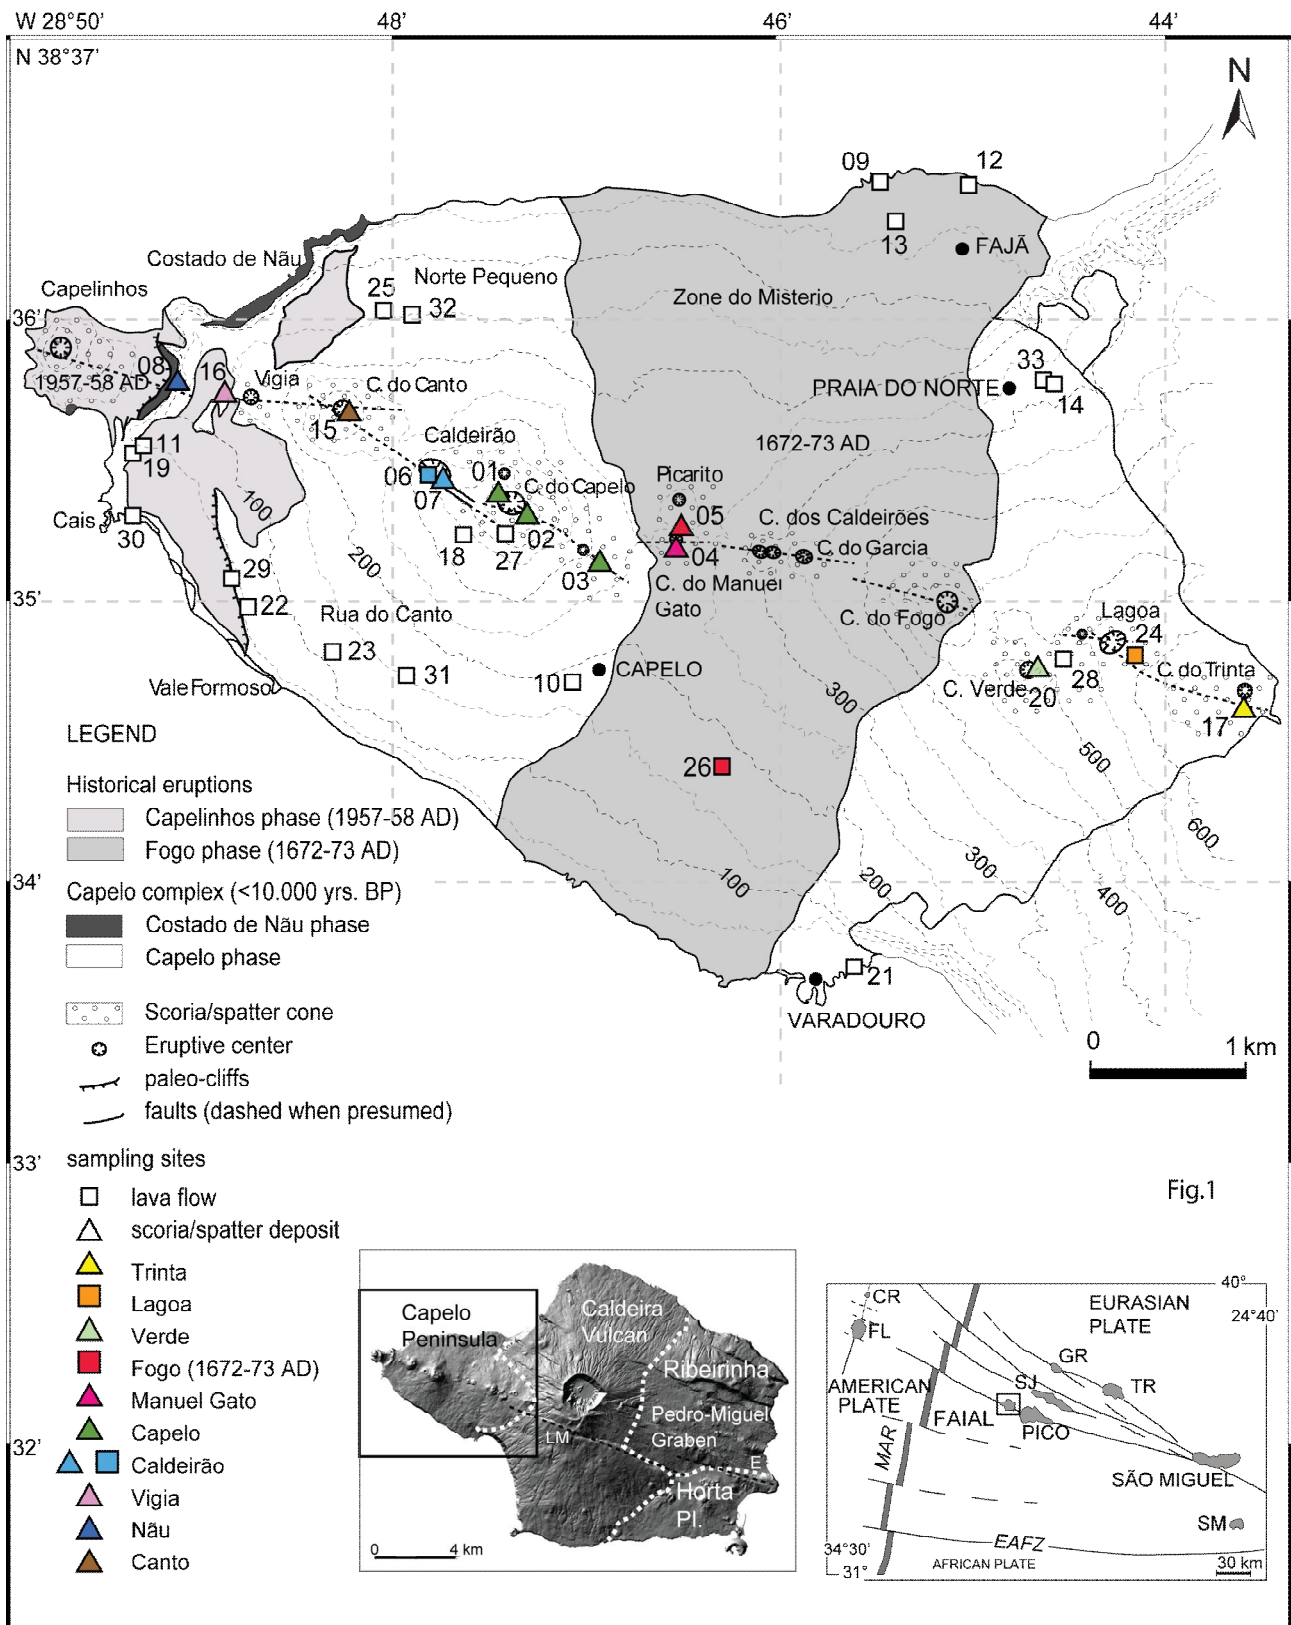 W 28°50' 48' 46' 44'
N 38°37'
N
09 12
13 FAJÃ
Costado de Nãu
Norte Pequeno
Capelinhos
25 32
Zone do Misterio
36'
08 16
1957-58 AD
Vigia
C. do Canto
33
PRAIA DO NORTE
14
15
Caldeirão
1672-73 AD
11
19
06
07
01
C. do Capelo
Picarito
05
C. dos Caldeirões
100
Cais
30
18 27 02
04
C. do Garcia
200
03
C. do Manuel
Gato
29
35'
22
Rua do Canto
C. do Fogo
Lagoa
24
23
31
10 CAPELO
28
C. do Trinta
Vale Formoso
C. Verde
20
300
17
26
500
600
LEGEND
Historical eruptions
Capelinhos phase (1957-58 AD)
Fogo phase (1672-73 AD)
34'
100
200
300
400
Capelo complex (<10.000 yrs. BP)
Costado de Nãu phase
Capelo phase
21
VARADOURO
Scoria/spatter cone
Eruptive center
paleo-cliffs
faults (dashed when presumed)
0 1 km
33'
sampling sites
lava flow
scoria/spatter deposit
Trinta
Lagoa
Verde
Fogo (1672-73 AD)
Manuel Gato
Capelo
Caldeirão
Vigia
Nãu
Canto
32'
Fig.1
Capelo
Peninsula
Caldeira
Vulcan
Ribeirinha
Pedro-Miguel
Graben
LM
E
Horta
Pl.
0 4 km
40°
24°40'
CR
FL
EURASIAN
PLATE
GR
SJ
TR
AMERICAN
PLATE
FAIAL
PICO
MAR
SÃO MIGUEL
SM
EAFZ
34°30'
31°
AFRICAN PLATE
30 km